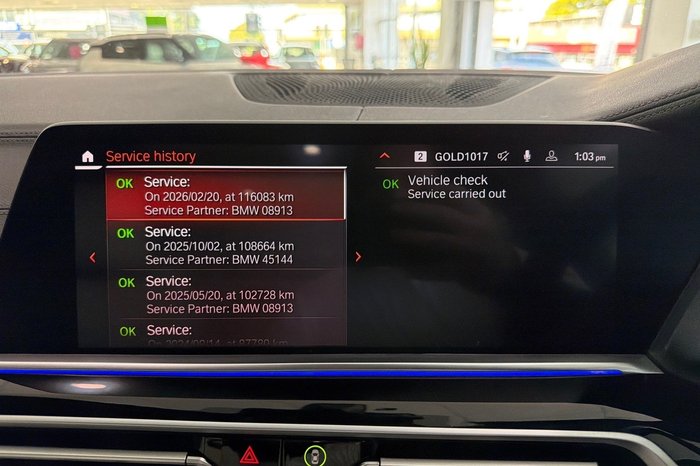 Service history
2 GOLD1017 1:03 pm
OK Service:
On 2026/02/20, at 116083 km
Service Partner: BMW 08913
OK Service:
On 2025/10/02, at 108664 km
Service Partner: BMW 45144
OK Service:
On 2025/05/20, at 102728 km
Service Partner: BMW 08913
OK Service:
OK Vehicle check
Service carried out